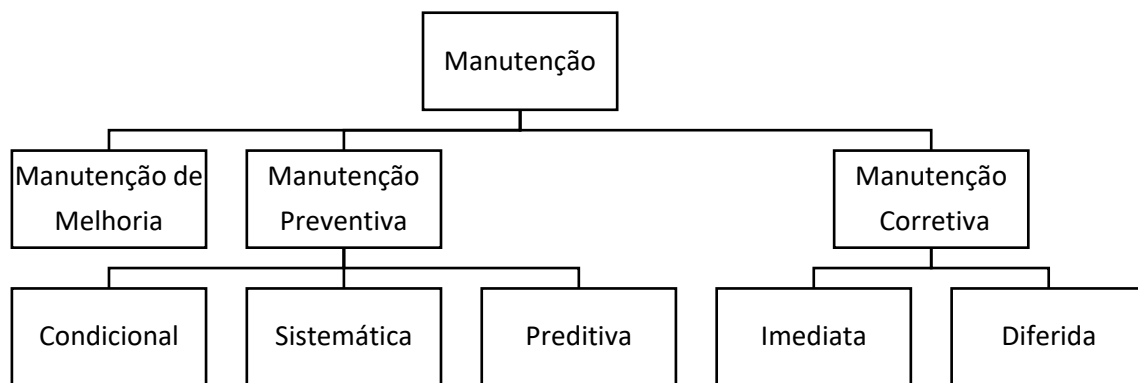 Manutenção
Manutenção de
Melhoria
Manutenção
Preventiva
Manutenção
Corretiva
Condicional
Sistemática
Preditiva
Imediata
Diferida